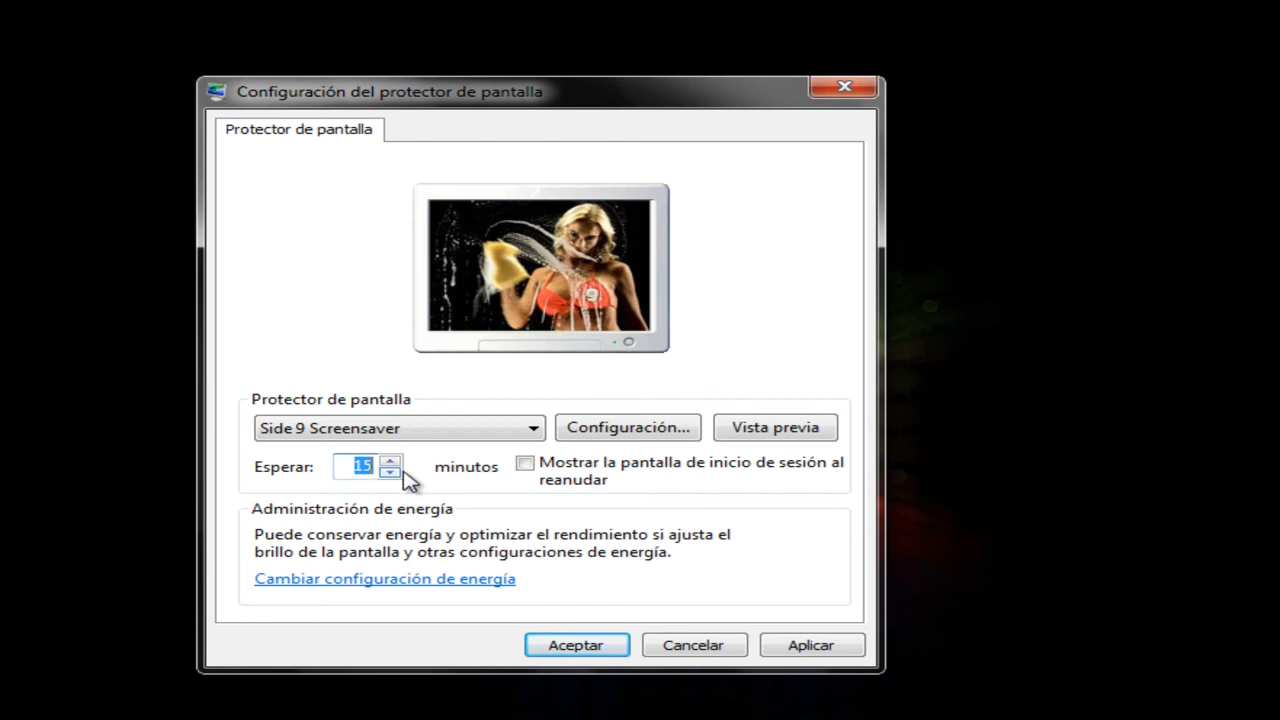 Configuración del protector de pantalla
Protector de pantalla
9
Protector de pantalla
Side 9 Screensaver
Configuración...
Vista previa
Esperar:
15
minutos
Mostrar la pantalla de inicio de sesión al
reanudar
Administración de energía
Puede conservar energía y optimizar el rendimiento si ajusta el
brillo de la pantalla y otras configuraciones de energía.
Cambiar configuración de energía
Aceptar
Cancelar
Aplicar